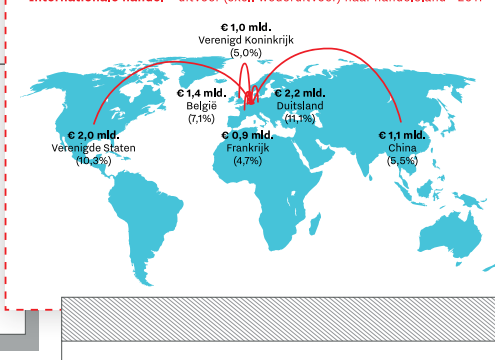 € 1,0 mld.
Verenigd Koninkrijk
(5,0%)
€ 1,4 mld.
België
(7,1%)
€ 2,2 mld.
Duitsland
(11,1%)
€ 2,0 mld.
Verenigde Staten
(10,3%)
€ 0,9 mld.
Frankrijk
(4,7%)
€ 1,1 mld.
China
(5,5%)